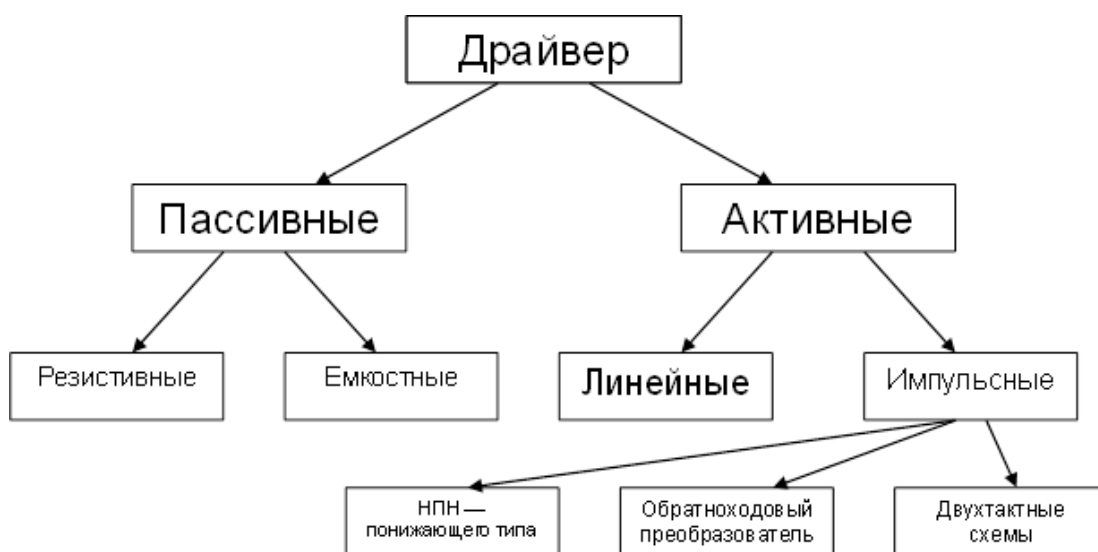 Драйвер
Пассивные
Активные
Резистивные
Емкостные
Линейные
Импульсные
НПН —
понижающего типа
Обратноходовый
преобразователь
Двухтактные
схемы